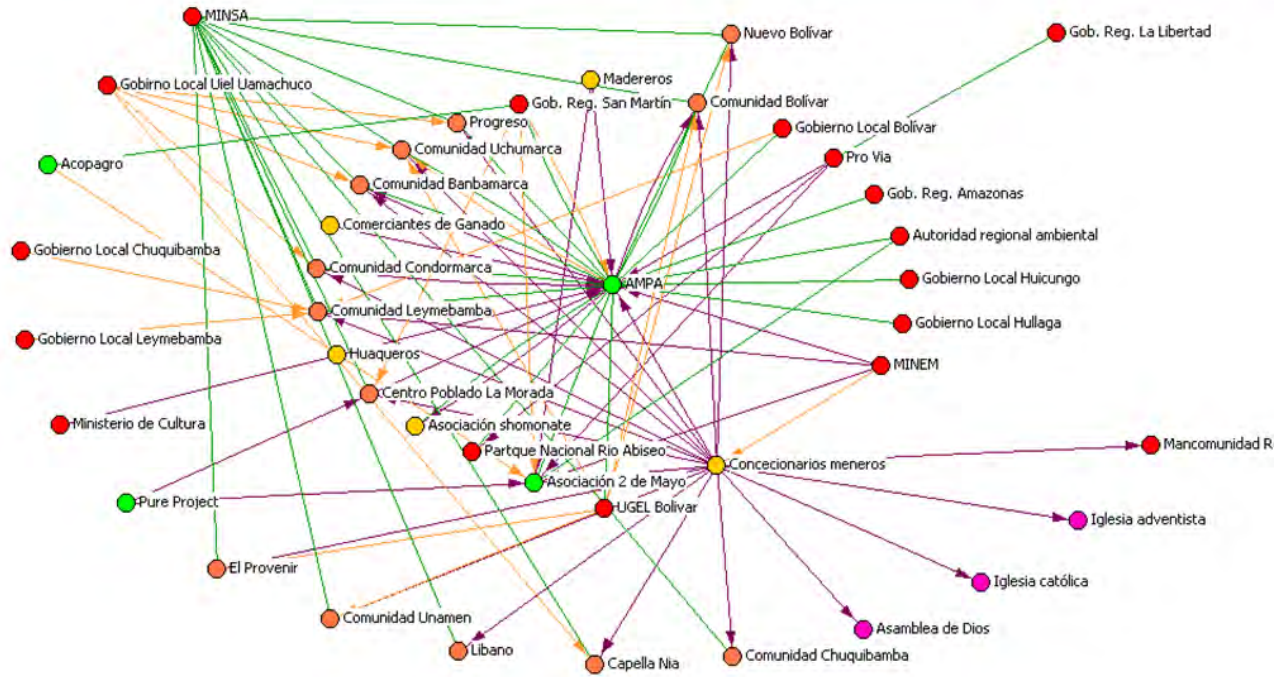 MINSA
Nuevo Bolívar
Gob. Reg. La Libertad
Gobirno Local Uiel Uamachuco
Madereros
Gob. Reg. San Martín
Comunidad Bolívar
Progreso
Gobierno Local Bolívar
Comunidad Uchumarca
Pro Via
Acopagro
Comunidad Banbamarca
Gob. Reg. Amazonas
Comerciantes de Ganado
Autoridad regional ambiental
Gobierno Local Chuquibamba
Comunidad Condormarca
AMPA
Gobierno Local Huicungo
Comunidad Leymebamba
Gobierno Local Hullaga
Gobierno Local Leymebamba
Huaqueros
MINEM
Centro Poblado La Morada
Ministerio de Cultura
Asociación shomonate
Mancomunidad R
Partque Nacional Rio Abiseo
Concecionarios meneros
Asociación 2 de Mayo
Pure Project
UGEL Bolivar
Iglesia adventista
El Provenir
Iglesia católica
Comunidad Unamen
Asamblea de Dios
Libano
Comunidad Chuquibamba
Capella Nia